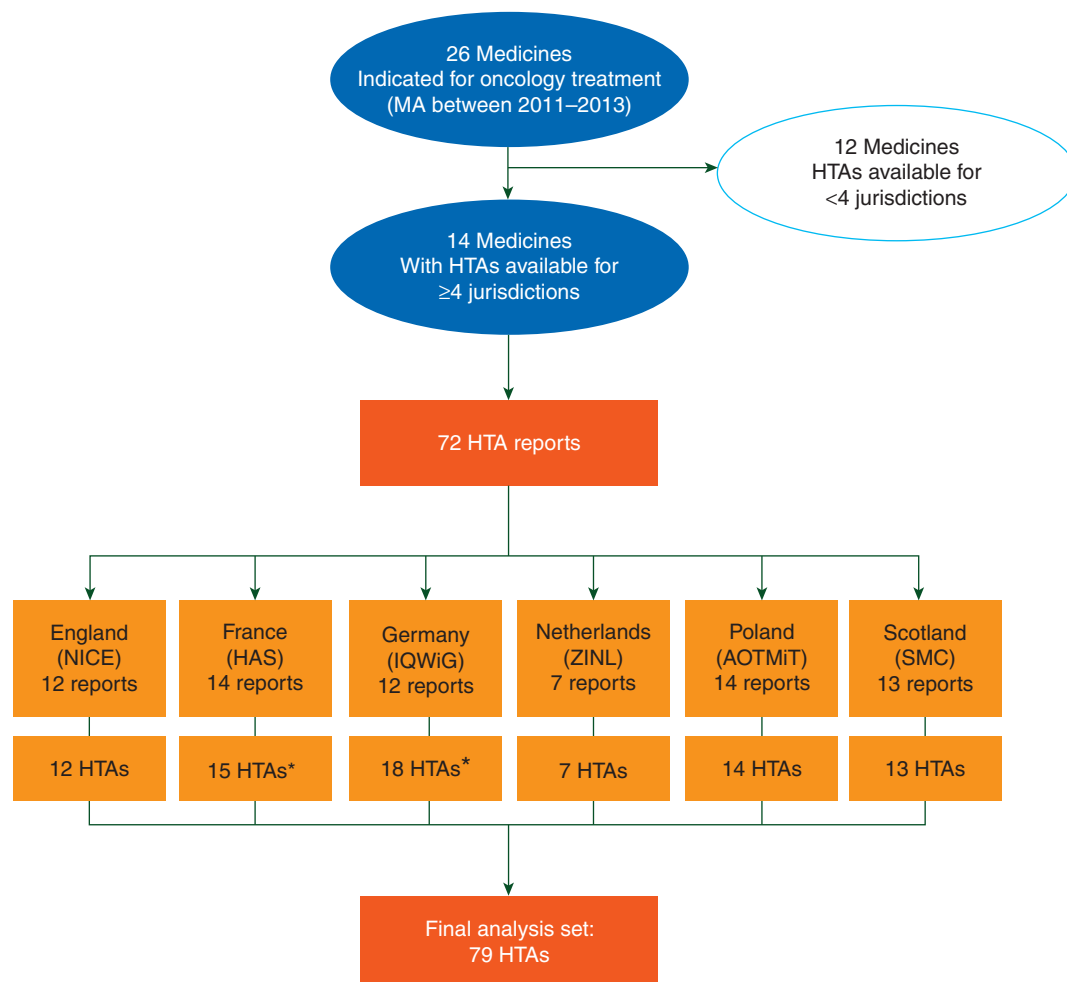 26 Medicines
Indicated for oncology treatment
(MA between 2011–2013)
12 Medicines
HTAs available for
<4 jurisdictions
14 Medicines
With HTAs available for
≥4 jurisdictions
72 HTA reports
England
(NICE)
12 reports
France
(HAS)
14 reports
Germany
(IQWiG)
12 reports
Netherlands
(ZINL)
7 reports
Poland
(AOTMiT)
14 reports
Scotland
(SMC)
13 reports
12 HTAs
15 HTAs*
18 HTAs*
7 HTAs
14 HTAs
13 HTAs
Final analysis set:
79 HTAs